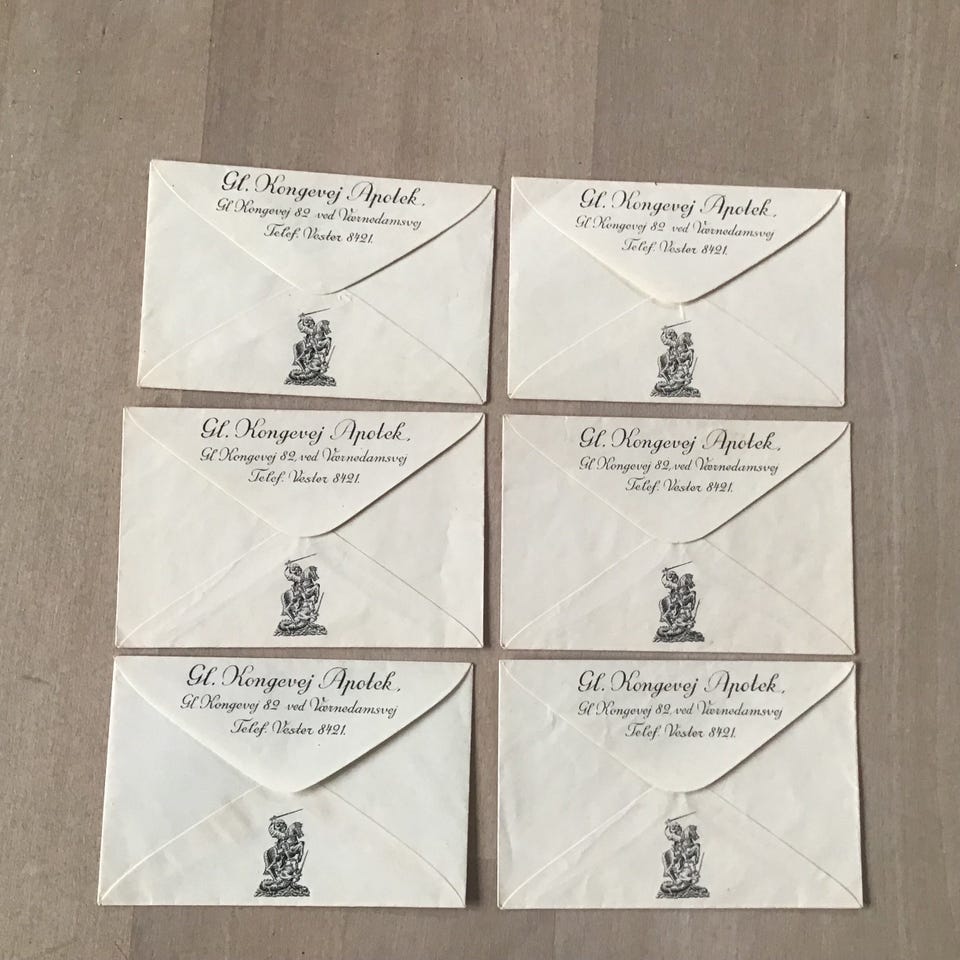 Gl. Kongevej Apotek,
Gl Kongevej 82 ved Værnedamsvej
Telef. Vester 8421.
Gl. Kongevej Apotek,
Gl Kongevej 82 ved Værnedamsvej
Telef. Vester 8421.
Gl. Kongevej Apotek,
Gl Kongevej 82, ved Værnedamsvej
Telef. Vester 8421.
Gl. Kongevej Apotek,
Gl Kongevej 82, ved Værnedamsvej
Telef. Vester 8421.
Gl. Kongevej Apotek,
Gl Kongevej 82 ved Værnedamsvej
Telef. Vester 8421.
Gl. Kongevej Apotek,
Gl Kongevej 82, ved Værnedamsvej
Telef. Vester 8421.